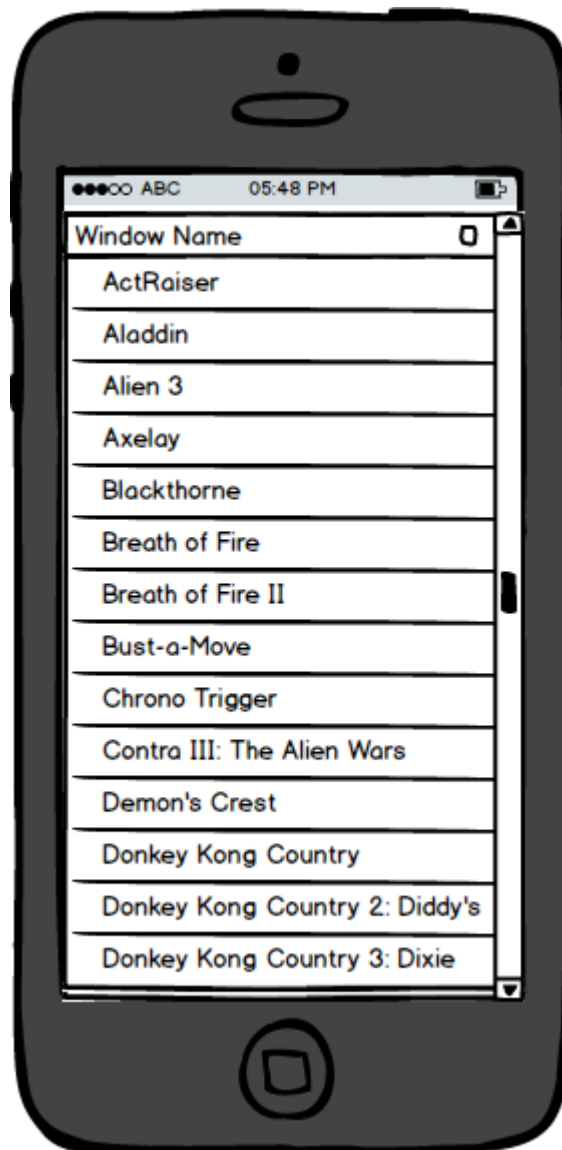 ABC 05:48 PM
Window Name
ActRaiser
Aladdin
Alien 3
Axelay
Blackthorne
Breath of Fire
Breath of Fire II
Bust-a-Move
Chrono Trigger
Contra III: The Alien Wars
Demon's Crest
Donkey Kong Country
Donkey Kong Country 2: Diddy's
Donkey Kong Country 3: Dixie